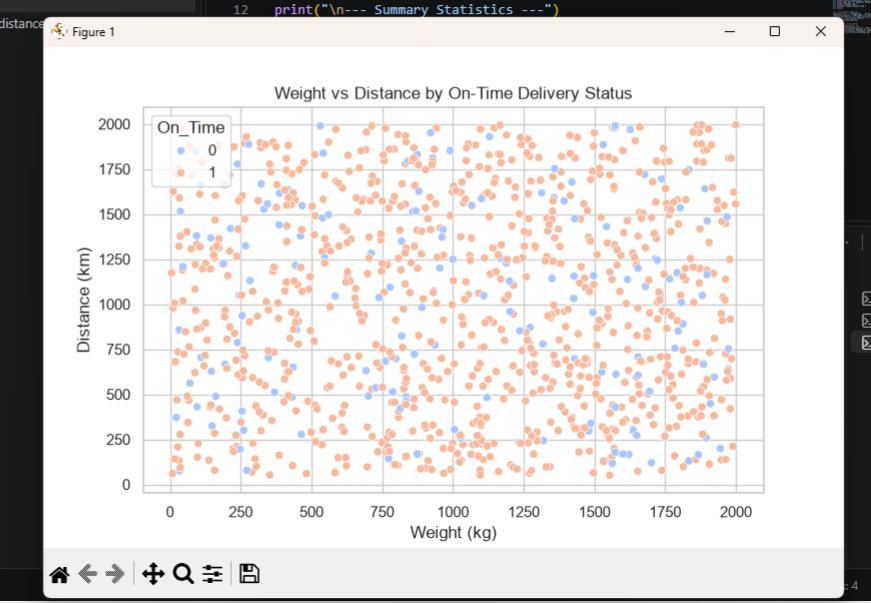 12 print("\n--- Summary Statistics ---")
distance
Figure 1
Weight vs Distance by On-Time Delivery Status
On_Time
0
1
2000
1750
1500
1250
1000
750
500
250
0
Distance (km)
0 250 500 750 1000 1250 1500 1750 2000
Weight (kg)
: 4